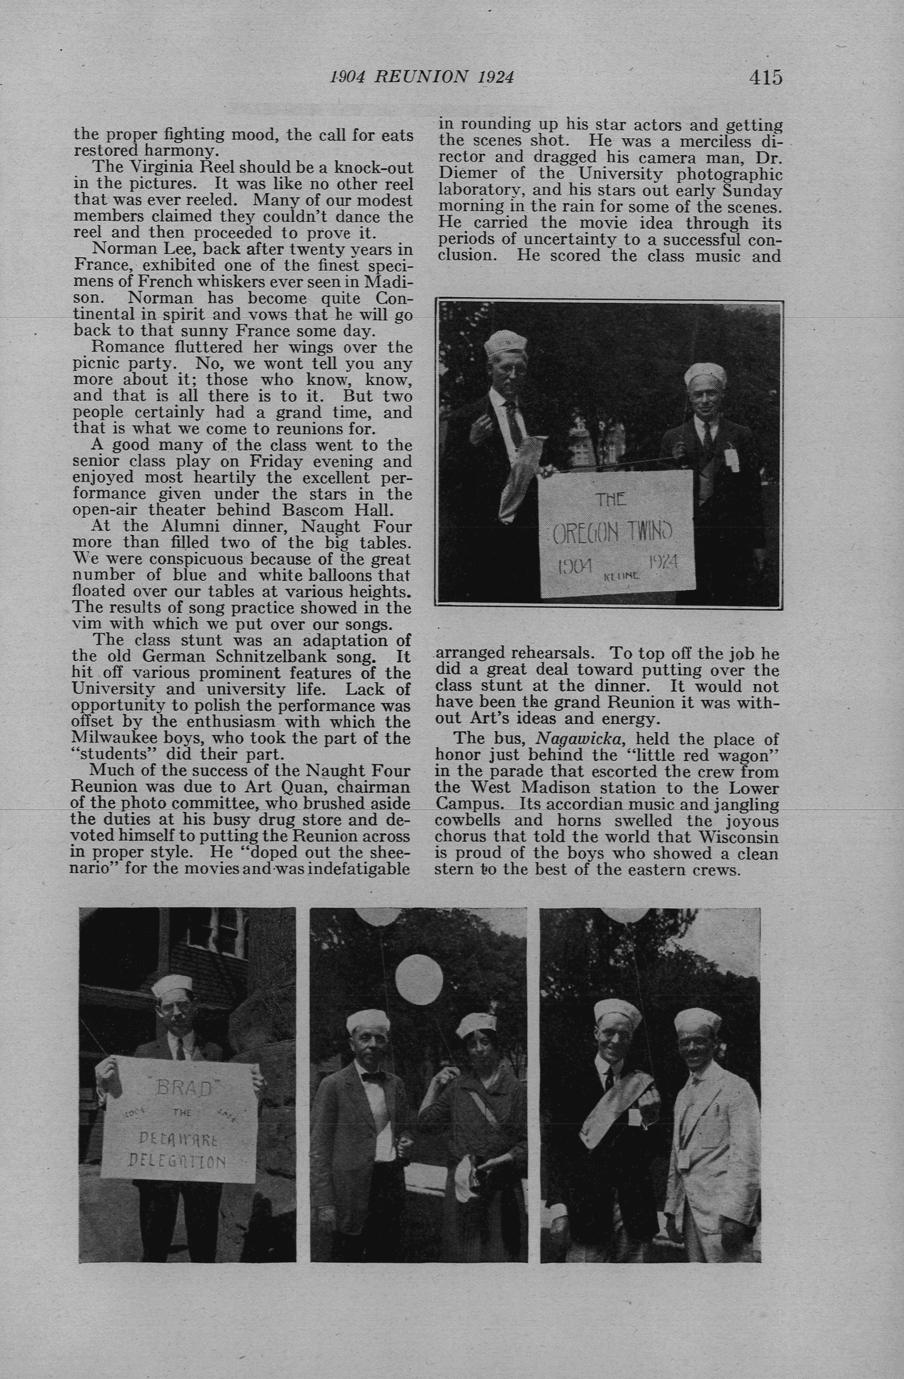 1904 REUNION 1924
415
the proper fighting mood, the call for eats
restored harmony.
The Virginia Reel should be a knock-out
in the pictures. It was like no other reel
that was ever reeled. Many of our modest
members claimed they couldn't dance the
reel and then proceeded to prove it.
Norman Lee, back after twenty years in
France, exhibited one of the finest speci-
mens of French whiskers ever seen in Madi-
son. Norman has become quite Con-
tinental in spirit and vows that he will go
back to that sunny France some day.
Romance fluttered her wings over the
picnic party. No, we wont tell you any
more about it; those who know, know,
and that is all there is to it. But two
people certainly had a grand time, and
that is what we come to reunions for.
A good many of the class went to the
senior class play on Friday evening and
enjoyed most heartily the excellent per-
formance given under the stars in the
open-air theater behind Bascom Hall.
At the Alumni dinner, Naught Four
more than filled two of the big tables.
We were conspicuous because of the great
number of blue and white balloons that
floated over our tables at various heights.
The results of song practice showed in the
vim with which we put over our songs.
The class stunt was an adaptation of
the old German Schnitzelbank song. It
hit off various prominent features of the
University and university life. Lack of
opportunity to polish the performance was
offset by the enthusiasm with which the
Milwaukee boys, who took the part of the
"students" did their part.
Much of the success of the Naught Four
Reunion was due to Art Quan, chairman
of the photo committee, who brushed aside
the duties at his busy drug store and de-
voted himself to putting the Reunion across
in proper style. He "doped out the shee-
nario" for the movies and was indefatigable
in rounding up his star actors and getting
the scenes shot. He was a merciless di-
rector and dragged his camera man, Dr.
Diemer of the University photographic
laboratory, and his stars out early Sunday
morning in the rain for some of the scenes.
He carried the movie idea through its
periods of uncertainty to a successful con-
clusion. He scored the class music and
THE
OREGON TWINS
1904 1924
KLINE
arranged rehearsals. To top off the job he
did a great deal toward putting over the
class stunt at the dinner. It would not
have been the grand Reunion it was with-
out Art's ideas and energy.
The bus, Nagawicka, held the place of
honor just behind the "little red wagon"
in the parade that escorted the crew from
the West Madison station to the Lower
Campus. Its accordian music and jangling
cowbells and horns swelled the joyous
chorus that told the world that Wisconsin
is proud of the boys who showed a clean
stern to the best of the eastern crews.
"BRAD"
1904 THE 1924
DELAWARE
DELEGATION